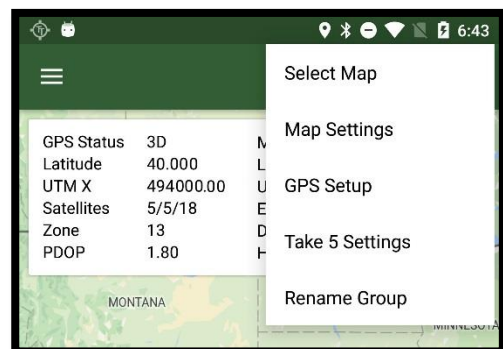 6:43
Select Map
Map Settings
GPS Setup
Take 5 Settings
Rename Group
GPS Status 3D
Latitude 40.000
UTM X 494000.00
Satellites 5/5/18
Zone 13
PDOP 1.80
MONTANA
MINNESOTA